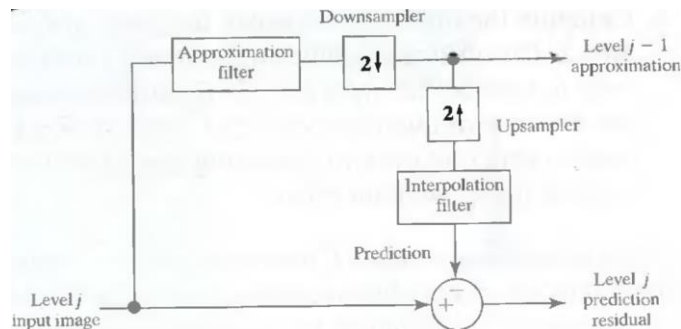 Downsampler
Approximation
filter
2↓
Level j − 1
approximation
2↑
Upsampler
Interpolation
filter
Prediction
+
−
Level j
input image
Level j
prediction
residual